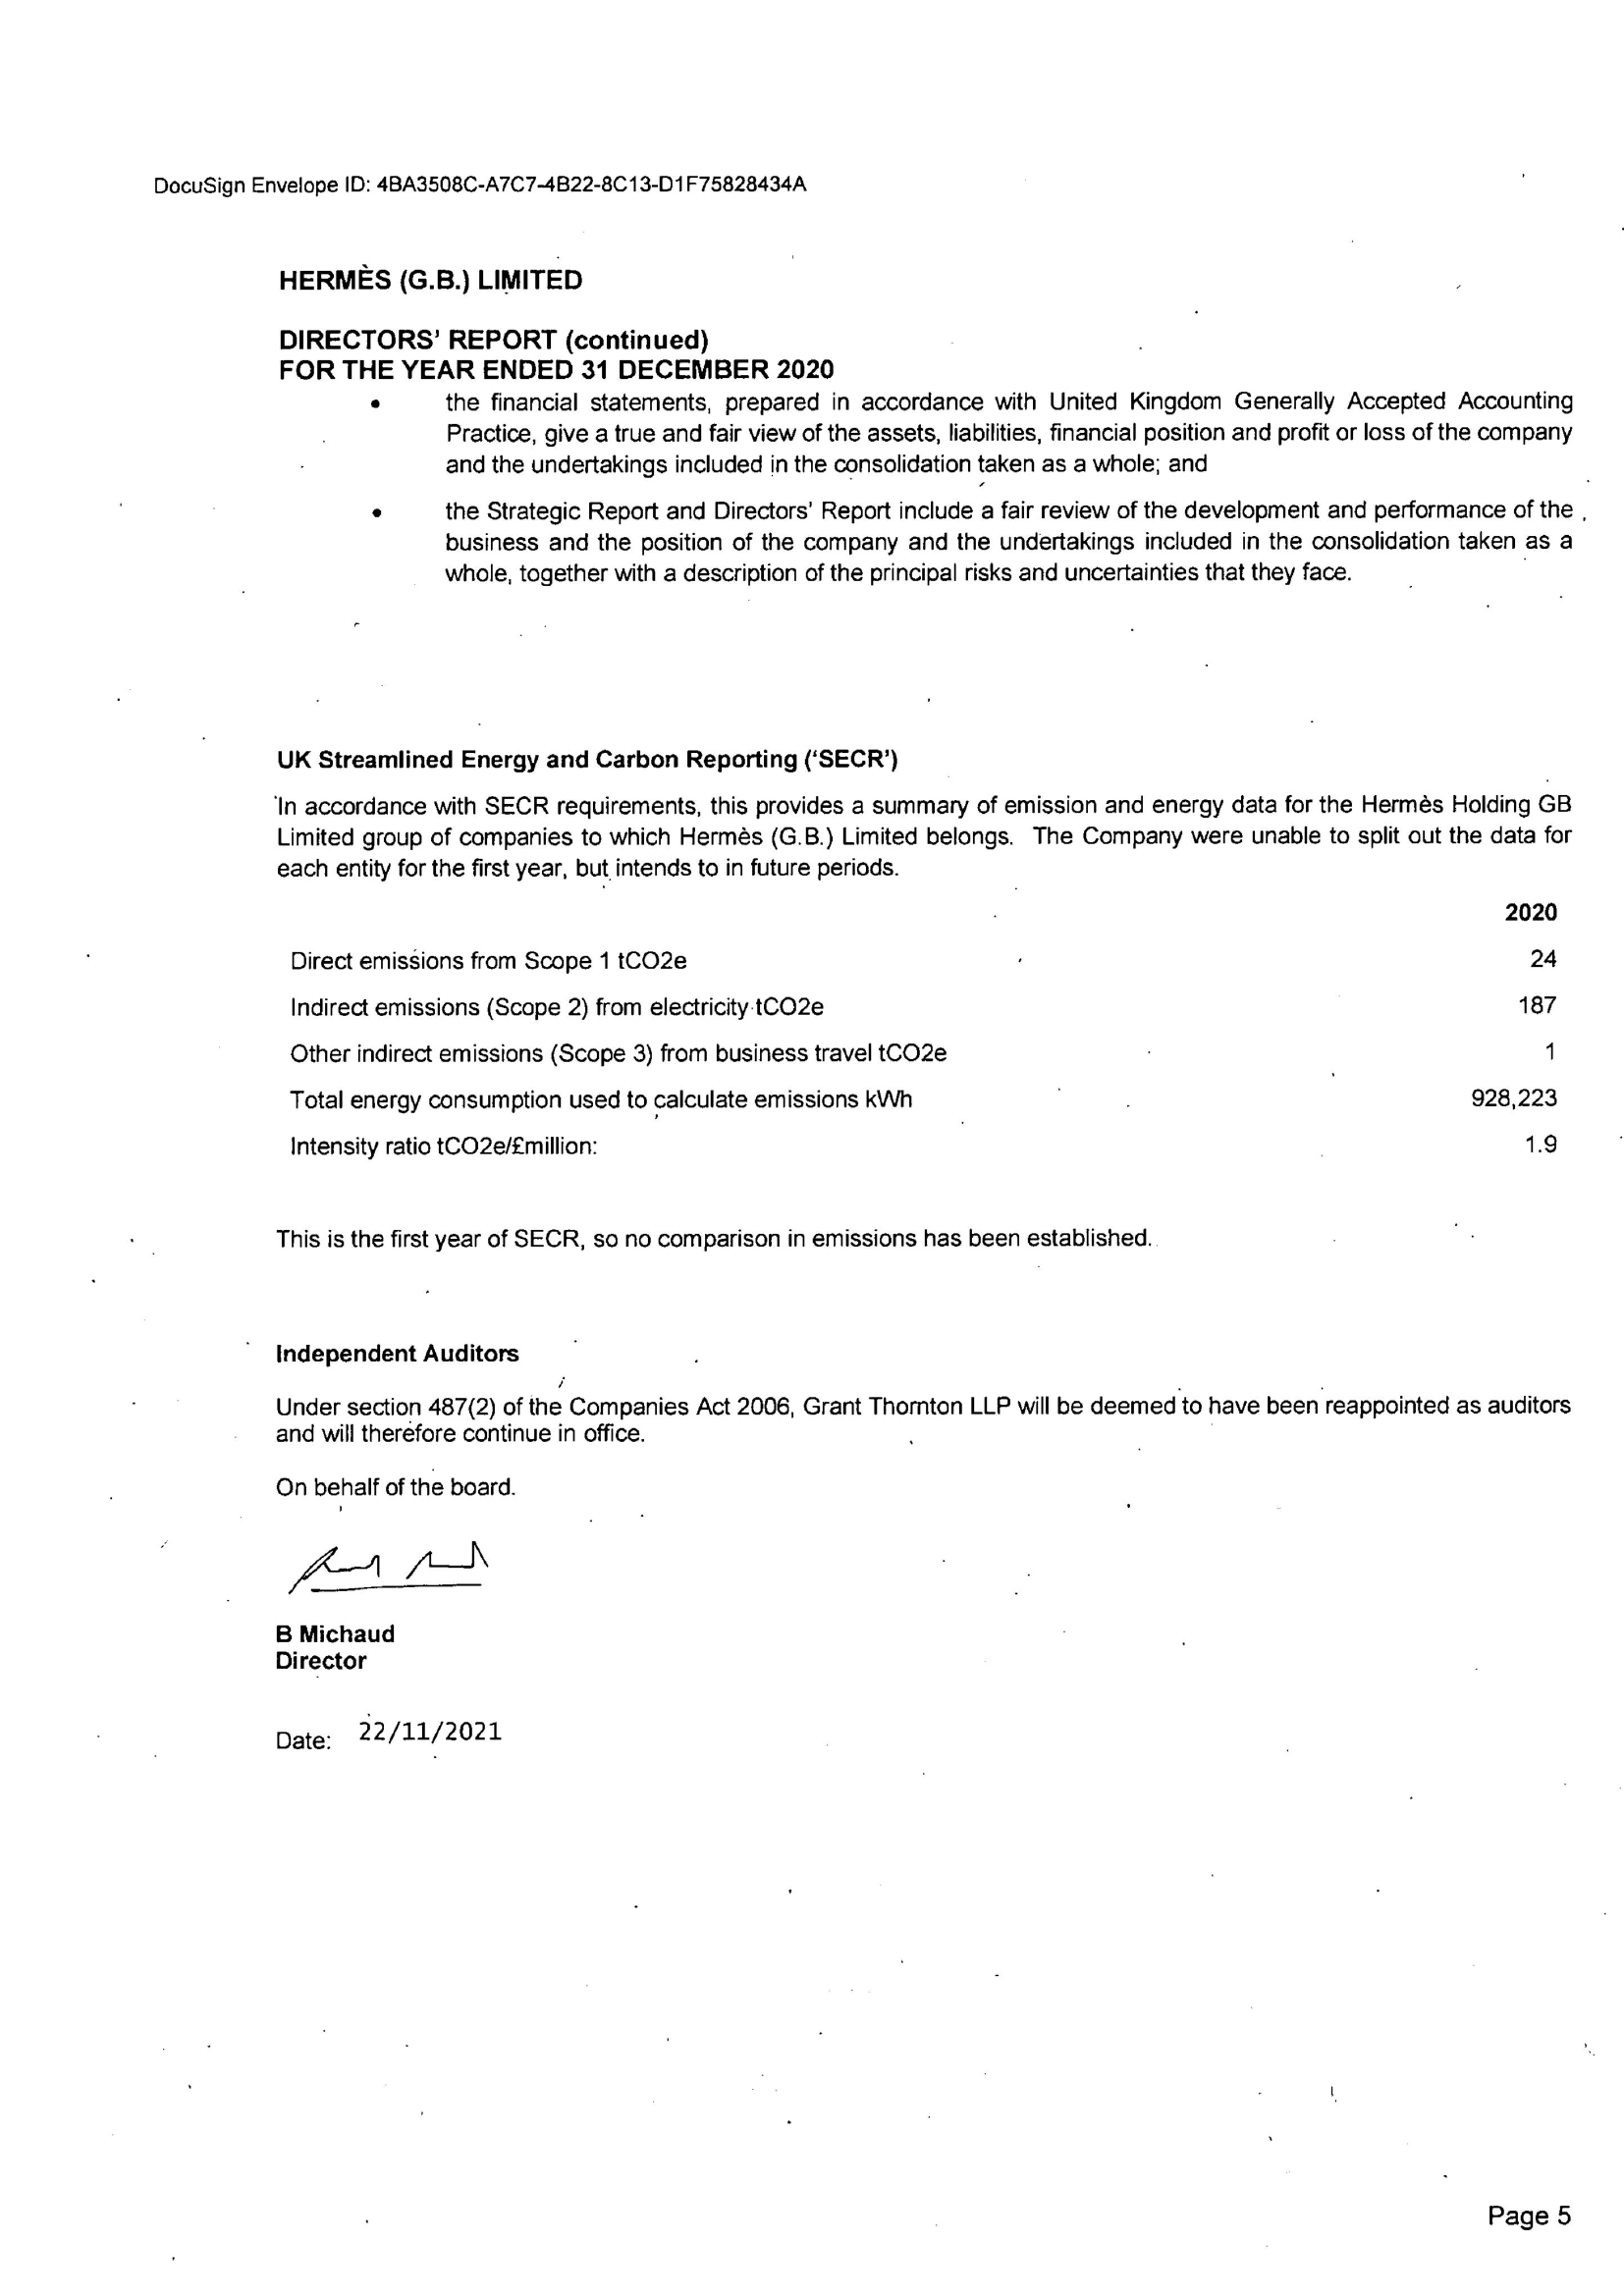 DocuSign Envelope ID: 4BA3508C-A7C7-4B22-8C13-D1F75828434A
HERMÈS (G.B.) LIMITED
DIRECTORS' REPORT (continued)
FOR THE YEAR ENDED 31 DECEMBER 2020
• the financial statements, prepared in accordance with United Kingdom Generally Accepted Accounting
Practice, give a true and fair view of the assets, liabilities, financial position and profit or loss of the company
and the undertakings included in the consolidation taken as a whole; and
• the Strategic Report and Directors' Report include a fair review of the development and performance of the
business and the position of the company and the undertakings included in the consolidation taken as a
whole, together with a description of the principal risks and uncertainties that they face.
UK Streamlined Energy and Carbon Reporting ('SECR')
In accordance with SECR requirements, this provides a summary of emission and energy data for the Hermès Holding GB
Limited group of companies to which Hermès (G.B.) Limited belongs. The Company were unable to split out the data for
each entity for the first year, but intends to in future periods.
2020
Direct emissions from Scope 1 tCO2e 24
Indirect emissions (Scope 2) from electricity tCO2e 187
Other indirect emissions (Scope 3) from business travel tCO2e 1
Total energy consumption used to calculate emissions kWh 928,223
Intensity ratio tCO2e/£million: 1.9
This is the first year of SECR, so no comparison in emissions has been established.
Independent Auditors
Under section 487(2) of the Companies Act 2006, Grant Thornton LLP will be deemed to have been reappointed as auditors
and will therefore continue in office.
On behalf of the board.
B Michaud
Director
Date: 22/11/2021
Page 5